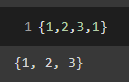 1 {1,2,3,1}
{1, 2, 3}